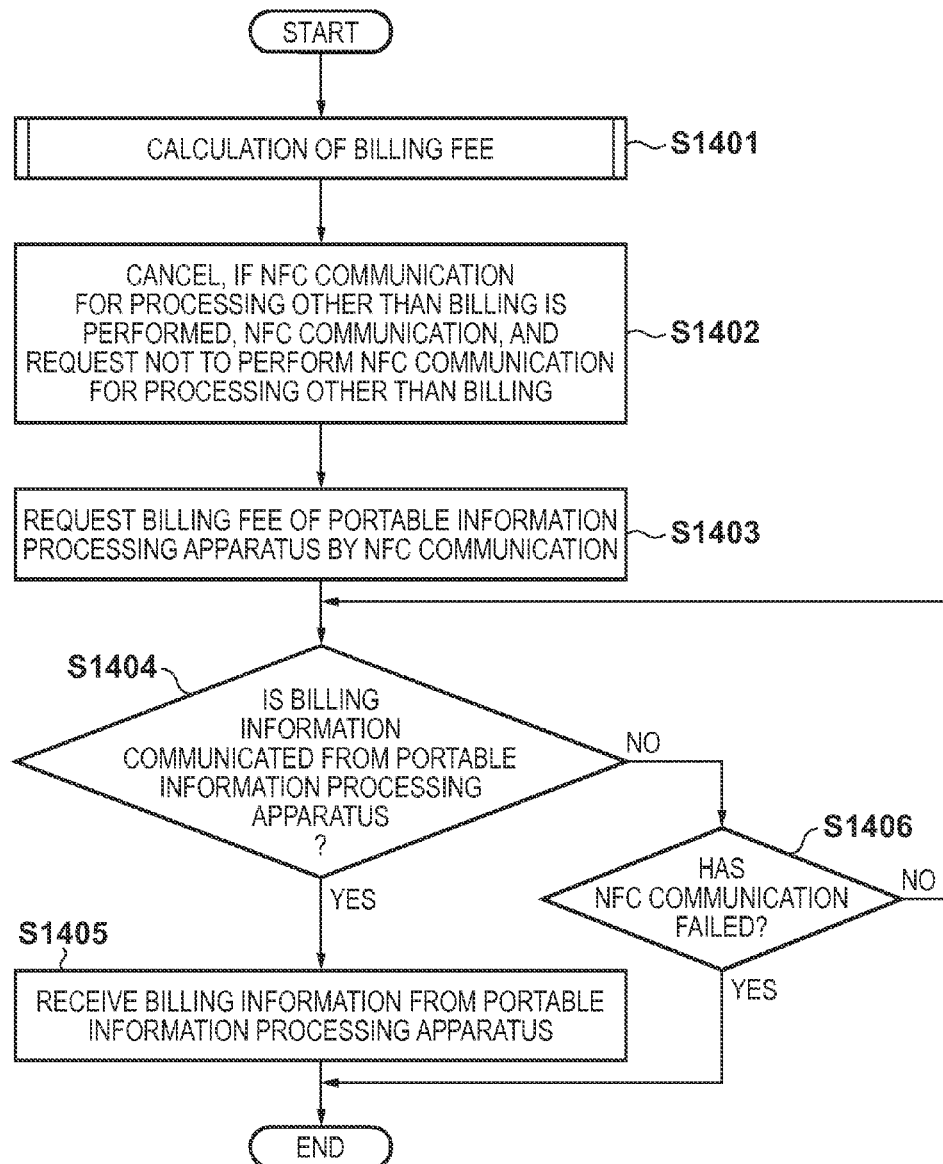 START
CALCULATION OF BILLING FEE
S1401
CANCEL, IF NFC COMMUNICATION
FOR PROCESSING OTHER THAN BILLING IS
PERFORMED, NFC COMMUNICATION, AND
REQUEST NOT TO PERFORM NFC COMMUNICATION
FOR PROCESSING OTHER THAN BILLING
S1402
REQUEST BILLING FEE OF PORTABLE INFORMATION
PROCESSING APPARATUS BY NFC COMMUNICATION
S1403
S1404
IS BILLING
INFORMATION
COMMUNICATED FROM PORTABLE
INFORMATION PROCESSING
APPARATUS
?
NO
YES
S1406
HAS
NFC COMMUNICATION
FAILED?
NO
YES
S1405
RECEIVE BILLING INFORMATION FROM PORTABLE
INFORMATION PROCESSING APPARATUS
END